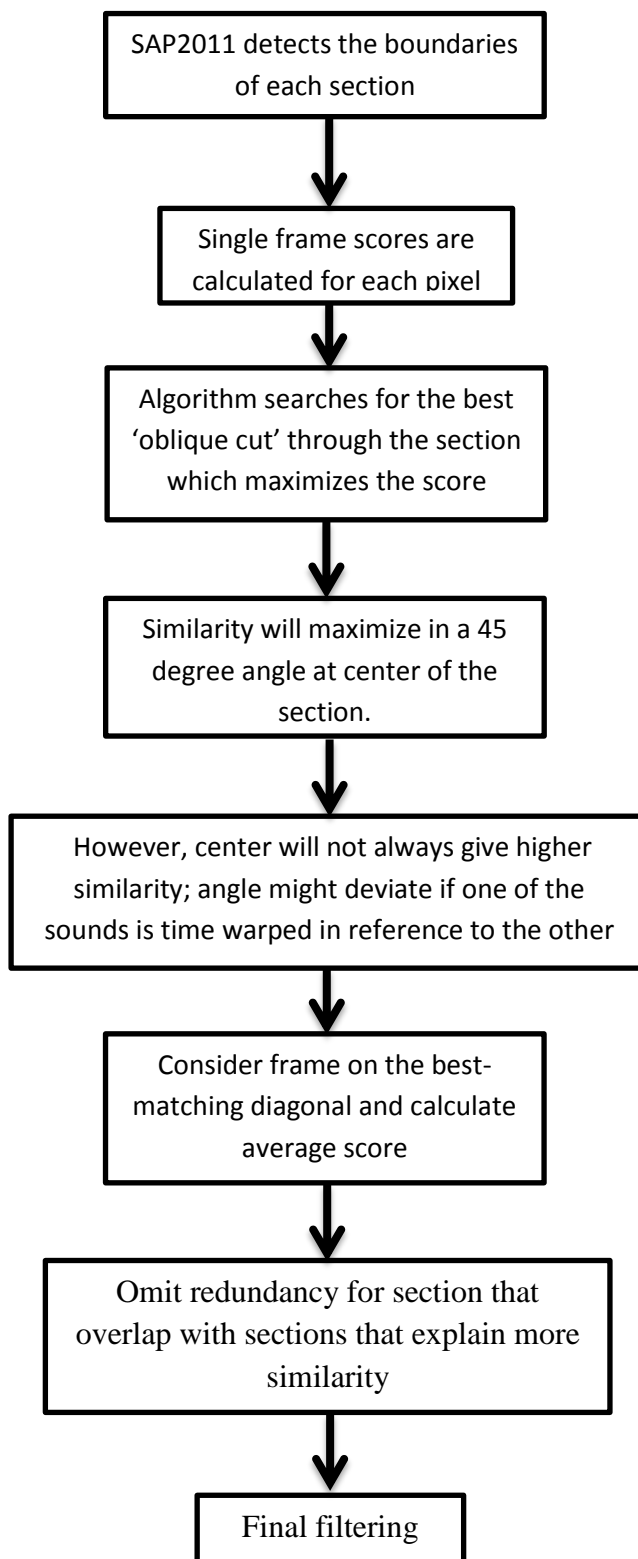 SAP2011 detects the boundaries
of each section
Single frame scores are
calculated for each pixel
Algorithm searches for the best
‘oblique cut’ through the section
which maximizes the score
Similarity will maximize in a 45
degree angle at center of the
section.
However, center will not always give higher
similarity; angle might deviate if one of the
sounds is time warped in reference to the other
Consider frame on the best-
matching diagonal and calculate
average score
Omit redundancy for section that
overlap with sections that explain more
similarity
Final filtering